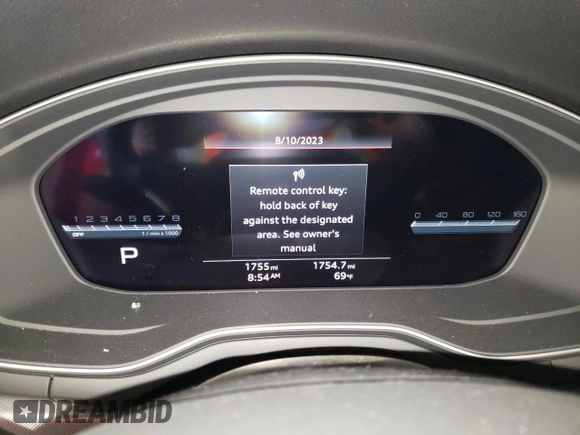 8/10/2023
Remote control key:
hold back of key
against the designated
area. See owner's
manual
1 2 3 4 5 6 7 8
OFF 1 / min x 1000
0 40 80 120 160
P
1755 mi 1754.7 mi
8:54 AM 69°F
DREAMBID